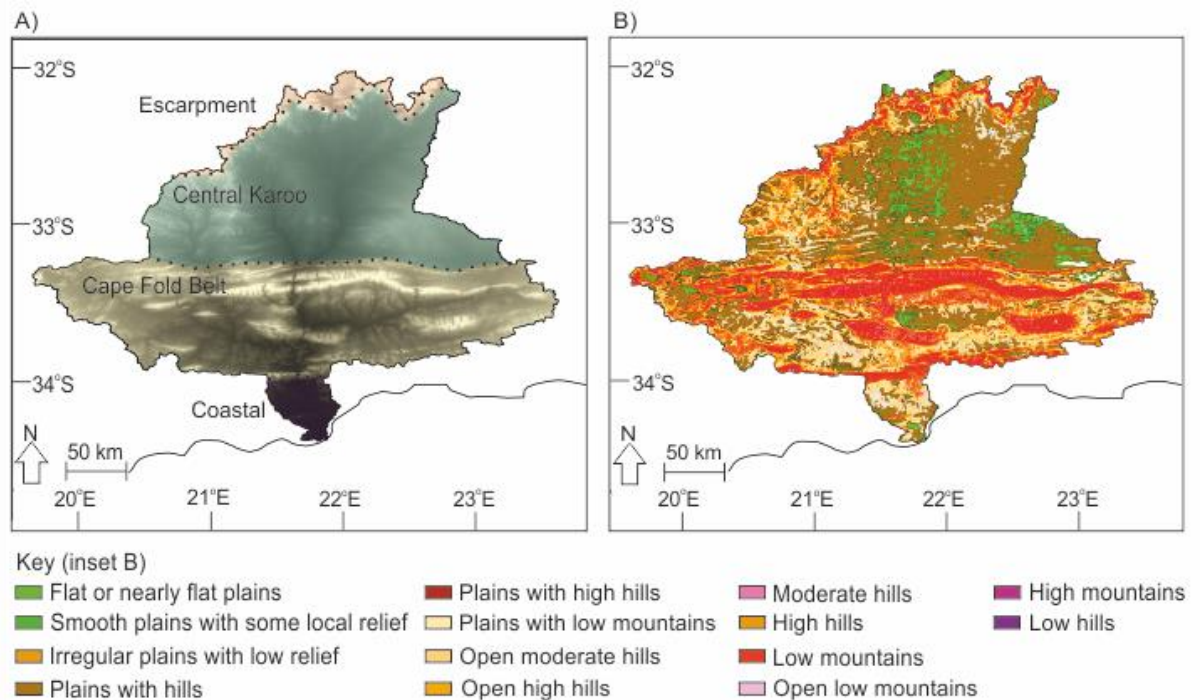 A)
32°S
Escarpment
Central Karoo
33°S
Cape Fold Belt
34°S
Coastal
N
50 km
20°E 21°E 22°E 23°E
B)
32°S
33°S
34°S
N
50 km
20°E 21°E 22°E 23°E
Key (inset B)
Flat or nearly flat plains
Smooth plains with some local relief
Irregular plains with low relief
Plains with hills
Plains with high hills
Plains with low mountains
Open moderate hills
Open high hills
Moderate hills
High hills
Low mountains
Open low mountains
High mountains
Low hills